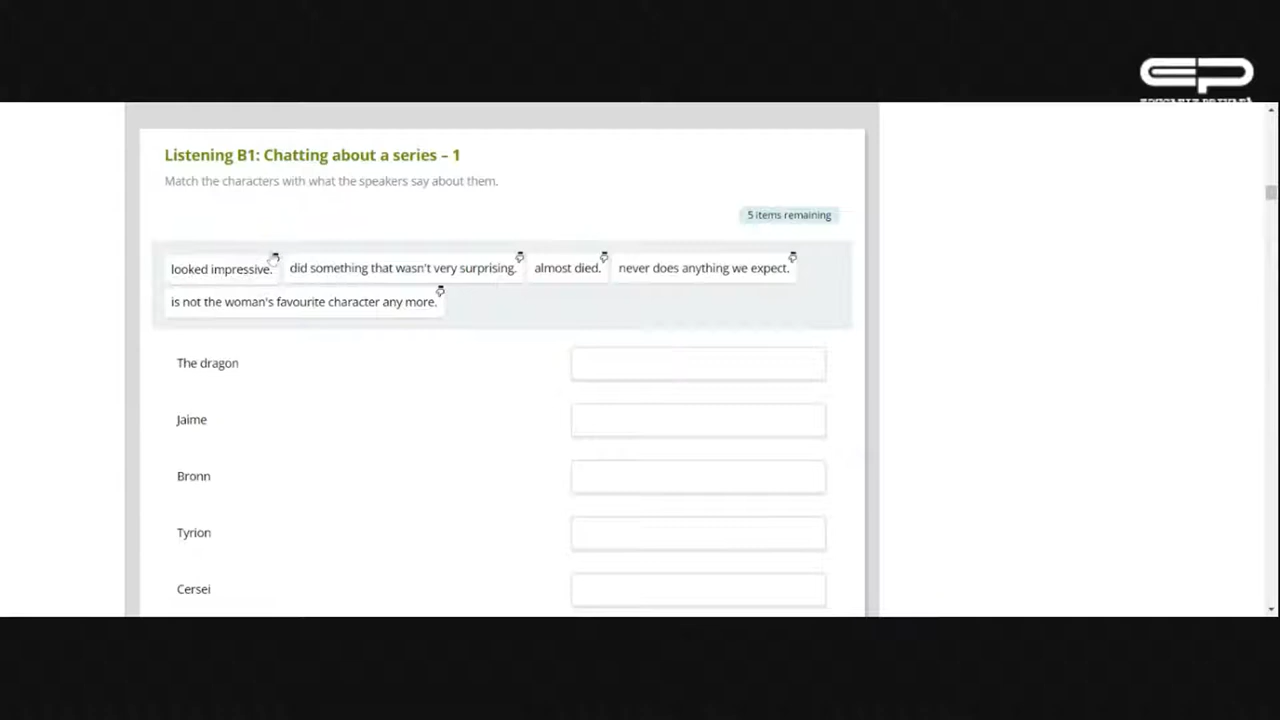 Listening B1: Chatting about a series – 1
Match the characters with what the speakers say about them.
5 items remaining
looked impressive. did something that wasn't very surprising. almost died. never does anything we expect.
is not the woman's favourite character any more.
The dragon
Jaime
Bronn
Tyrion
Cersei